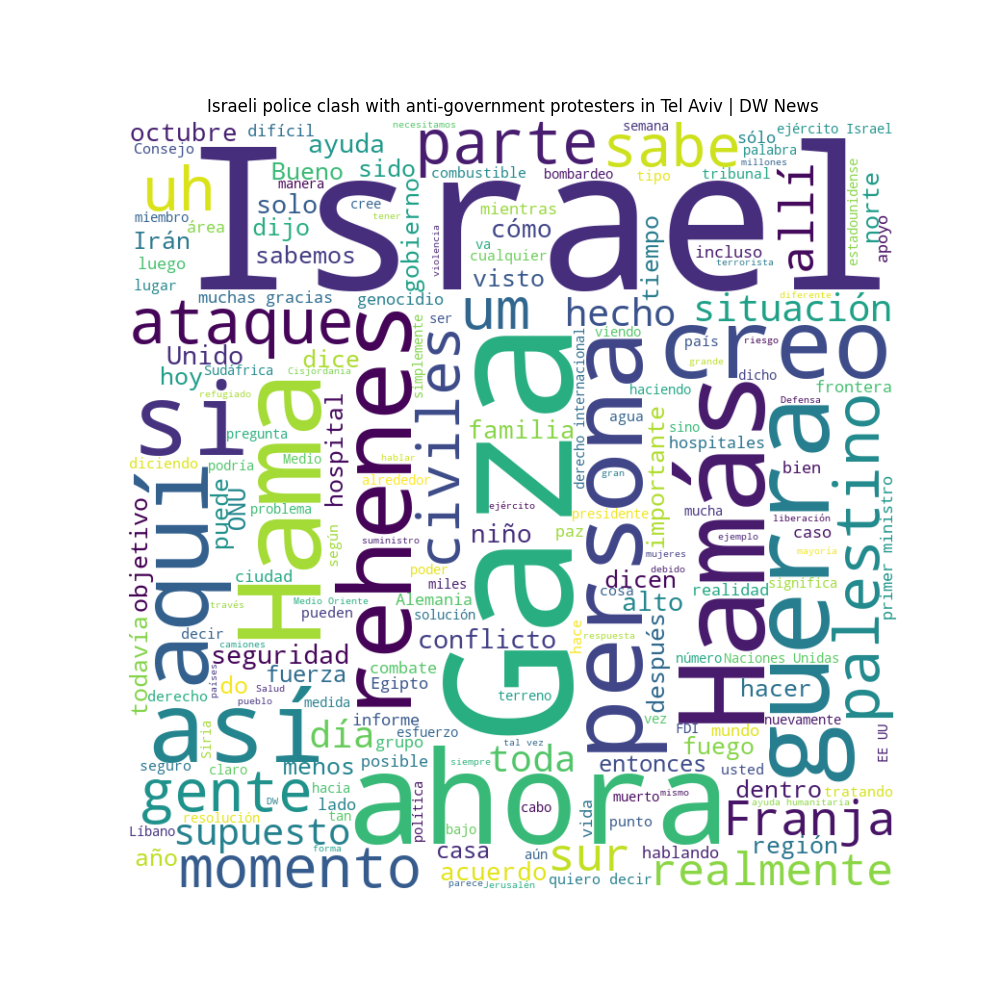 Israeli police clash with anti-government protesters in Tel Aviv | DW News
necesitamos
octubre
difícil
ayuda
parte
sabe
semana
sólo
ejército Israel
Consejo
Bueno
sido
combustible
bombardeo
tipo
palabra
millones
tribunal
uh
Israel
manera
solo
cree
tener
gobierno
violencia
mientras
cómo
allí
estadounidense
norte
apoyo
miembro
área
dijo
Irán
sabemos
va
cualquier
tiempo
incluso
terrorista
luego
visto
lugar
muchas gracias
genocidio
ser
um
hecho
situación
diferente
ataques
rehenes
simplemente
civiles
Gaza
derecho internacional
persona
viendo
país
riesgo
creo
Unido
dice
hoy
Sudáfrica
Cisjordania
grande
dicho
frontera
refugiado
si
Hama
hospital
haciendo
Hamás
Defensa
guerra
palestino
agua
sino
familia
importante
hospitales
pregunta
Medio
hablar
gran
bien
diciendo
podría
puede
ONU
alrededor
ejército
presidente
mucha
liberación
caso
primer ministro
todavía
objetivo
aquí
problema
según
suministro
niño
paz
ejemplo
mayoría
mujeres
debido
ciudad
poder
miles
dicen
cosa
realidad
significa
través
Medio Oriente
pueden
Alemania
solución
alto
decir
camiones
conflicto
hace
respuesta
después
seguridad
número
Naciones Unidas
países
do
Salud
fuerza
combate
Egipto
terreno
hacer
derecho
pueblo
medida
informe
esfuerzo
vez
FDI
mundo
nuevamente
EE UU
así
día
grupo
tal vez
Siria
fuego
seguro
claro
menos
posible
siempre
toda
entonces
usted
gente
DW
hacia
ahora
muerto
mismo
dentro
tratando
cabo
ayuda humanitaria
resolución
lado
tan
política
vida
punto
Franja
Líbano
supuesto
bajo
forma
año
momento
casa
aún
sur
hablando
región
acuerdo
parece
Jerusalén
quiero decir
realmente